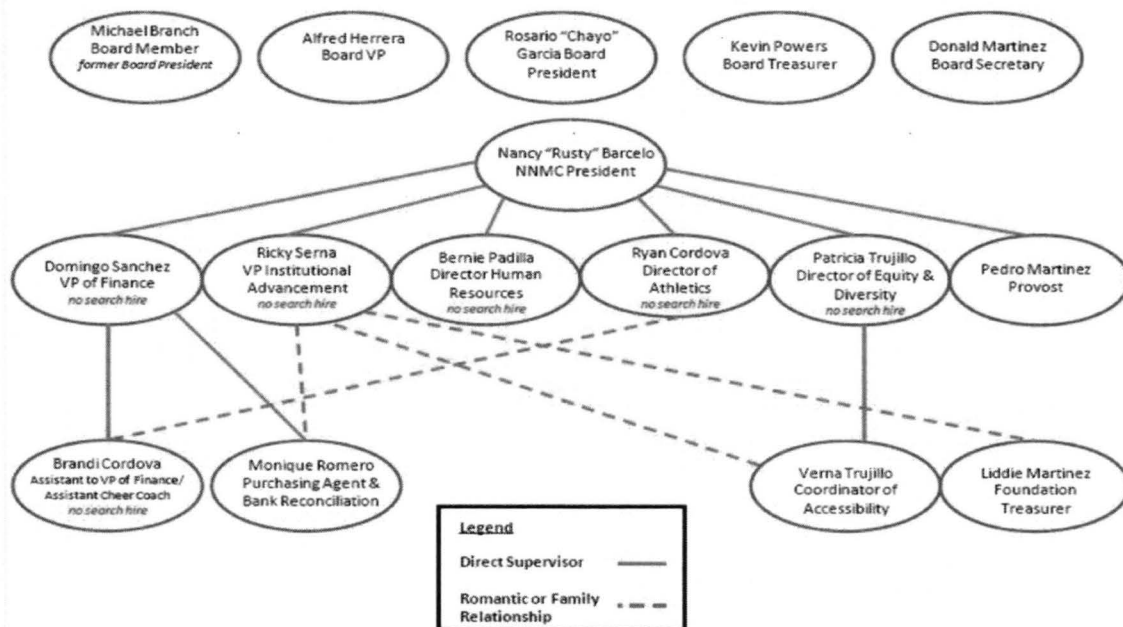 Michael Branch
Board Member
former Board President
Alfred Herrera
Board VP
Rosario "Chayo"
Garcia Board
President
Kevin Powers
Board Treasurer
Donald Martinez
Board Secretary
Nancy "Rusty" Barcelo
NNMC President
Domingo Sanchez
VP of Finance
no search hire
Ricky Serna
VP Institutional
Advancement
no search hire
Bernie Padilla
Director Human
Resources
no search hire
Ryan Cordova
Director of
Athletics
no search hire
Patricia Trujillo
Director of Equity &
Diversity
no search hire
Pedro Martinez
Provost
Brandi Cordova
Assistant to VP of Finance/
Assistant Cheer Coach
no search hire
Monique Romero
Purchasing Agent &
Bank Reconciliation
Verna Trujillo
Coordinator of
Accessibility
Liddie Martinez
Foundation
Treasurer
Legend
Direct Supervisor
Romantic or Family
Relationship